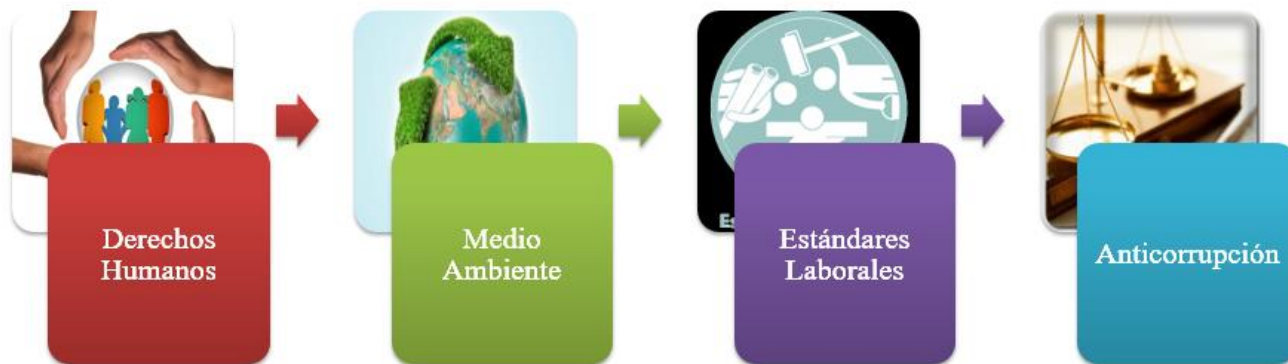 Derechos
Humanos
Medio
Ambiente
Estándares
Laborales
Anticorrupción